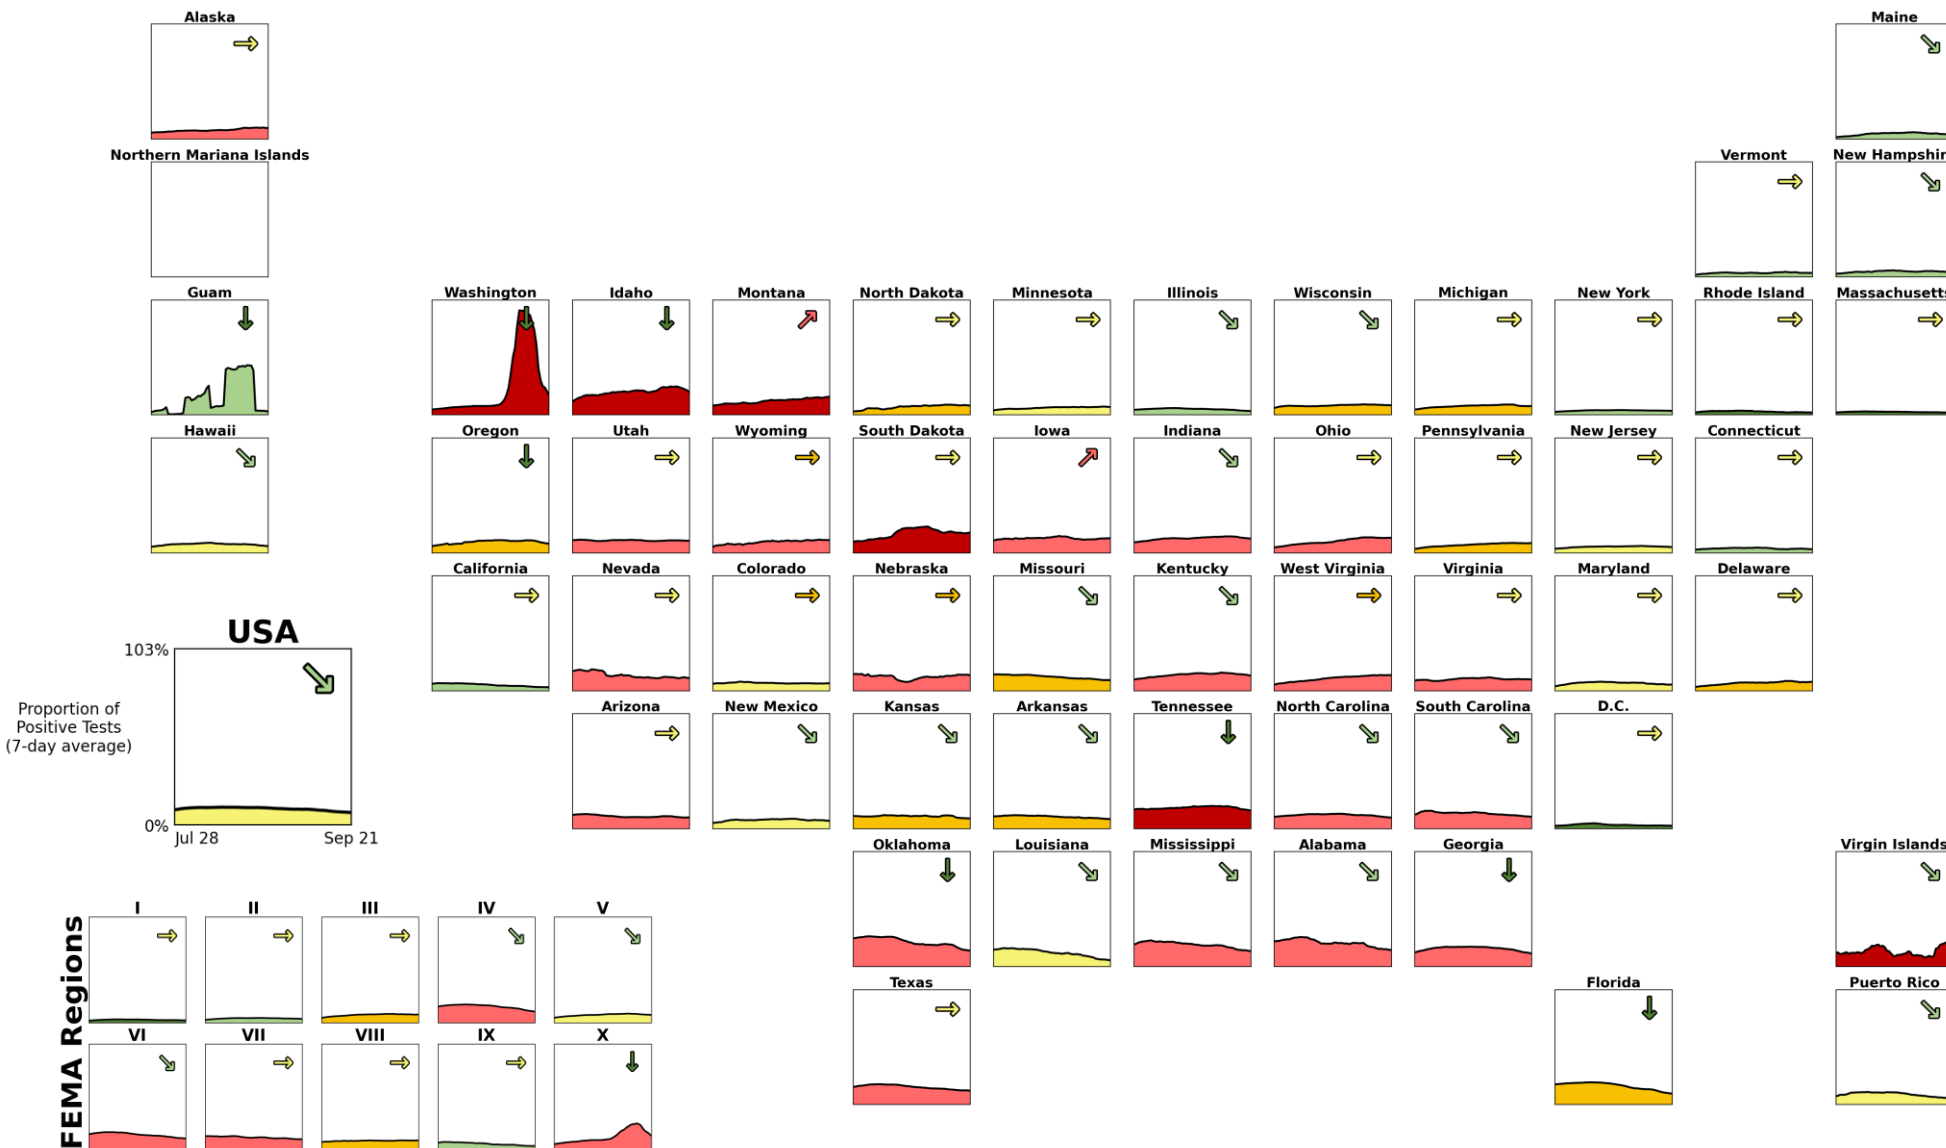 Alaska
Maine
Northern Mariana Islands
Vermont
New Hampshir
Guam
Washington
Idaho
Montana
North Dakota
Minnesota
Illinois
Wisconsin
Michigan
New York
Rhode Island
Massachusetts
Hawaii
Oregon
Utah
Wyoming
South Dakota
Iowa
Indiana
Ohio
Pennsylvania
New Jersey
Connecticut
California
Nevada
Colorado
Nebraska
Missouri
Kentucky
West Virginia
Virginia
Maryland
Delaware
USA
103%
Proportion of
Positive Tests
(7-day average)
0%
Jul 28
Sep 21
Arizona
New Mexico
Kansas
Arkansas
Tennessee
North Carolina
South Carolina
D.C.
Oklahoma
Louisiana
Mississippi
Alabama
Georgia
Virgin Islands
Texas
Florida
Puerto Rico
FEMA Regions
I
II
III
IV
V
VI
VII
VIII
IX
X